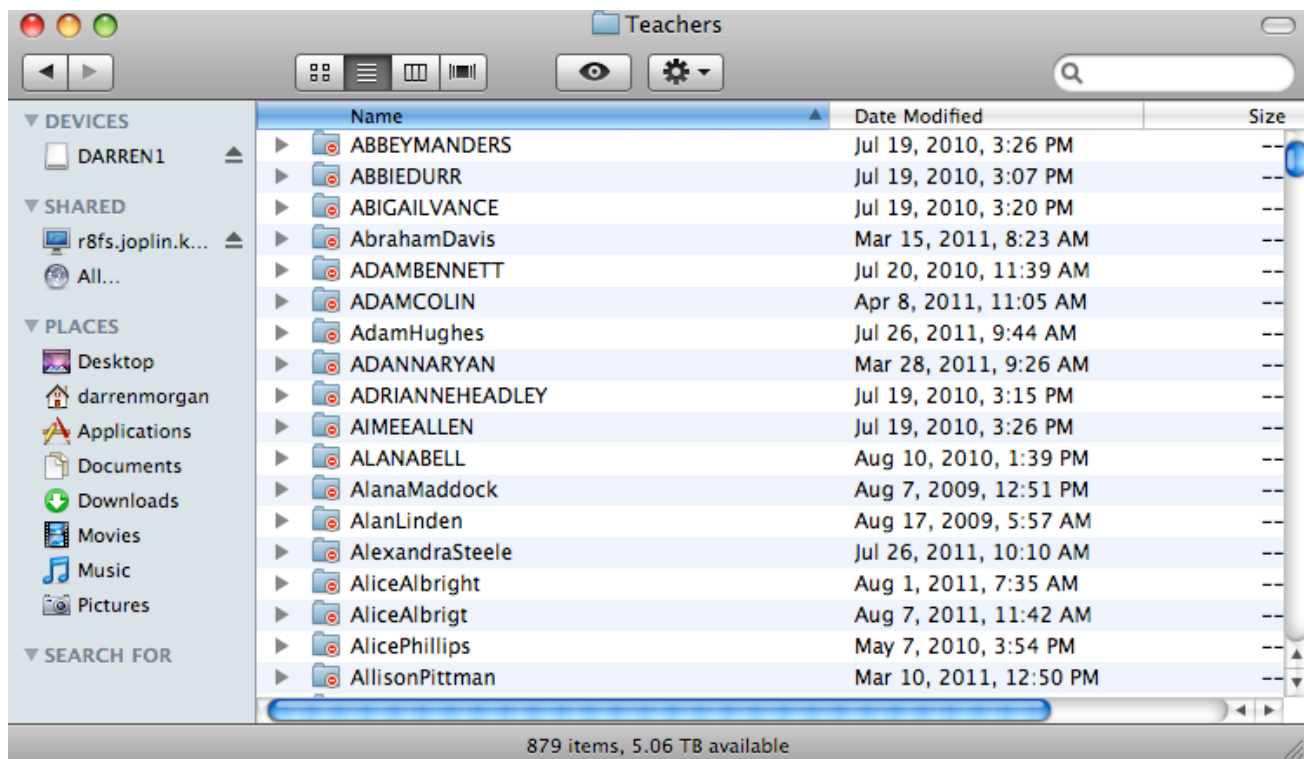 Teachers
Name Date Modified Size
DEVICES
DARREN1
SHARED
r8fs.joplin.k...
All...
PLACES
Desktop
darrenmorgan
Applications
Documents
Downloads
Movies
Music
Pictures
SEARCH FOR
ABBEYMANDERS Jul 19, 2010, 3:26 PM --
ABBIEDURR Jul 19, 2010, 3:07 PM --
ABIGAILVANCE Jul 19, 2010, 3:20 PM --
AbrahamDavis Mar 15, 2011, 8:23 AM --
ADAMBENNETT Jul 20, 2010, 11:39 AM --
ADAMCOLIN Apr 8, 2011, 11:05 AM --
AdamHughes Jul 26, 2011, 9:44 AM --
ADANNARYAN Mar 28, 2011, 9:26 AM --
ADRIANNEHEADLEY Jul 19, 2010, 3:15 PM --
AIMEEALLEN Jul 19, 2010, 3:26 PM --
ALANABELL Aug 10, 2010, 1:39 PM --
AlanaMaddock Aug 7, 2009, 12:51 PM --
AlanLinden Aug 17, 2009, 5:57 AM --
AlexandraSteele Jul 26, 2011, 10:10 AM --
AliceAlbright Aug 1, 2011, 7:35 AM --
AliceAlbrigt Aug 7, 2011, 11:42 AM --
AlicePhillips May 7, 2010, 3:54 PM --
AllisonPittman Mar 10, 2011, 12:50 PM --
879 items, 5.06 TB available